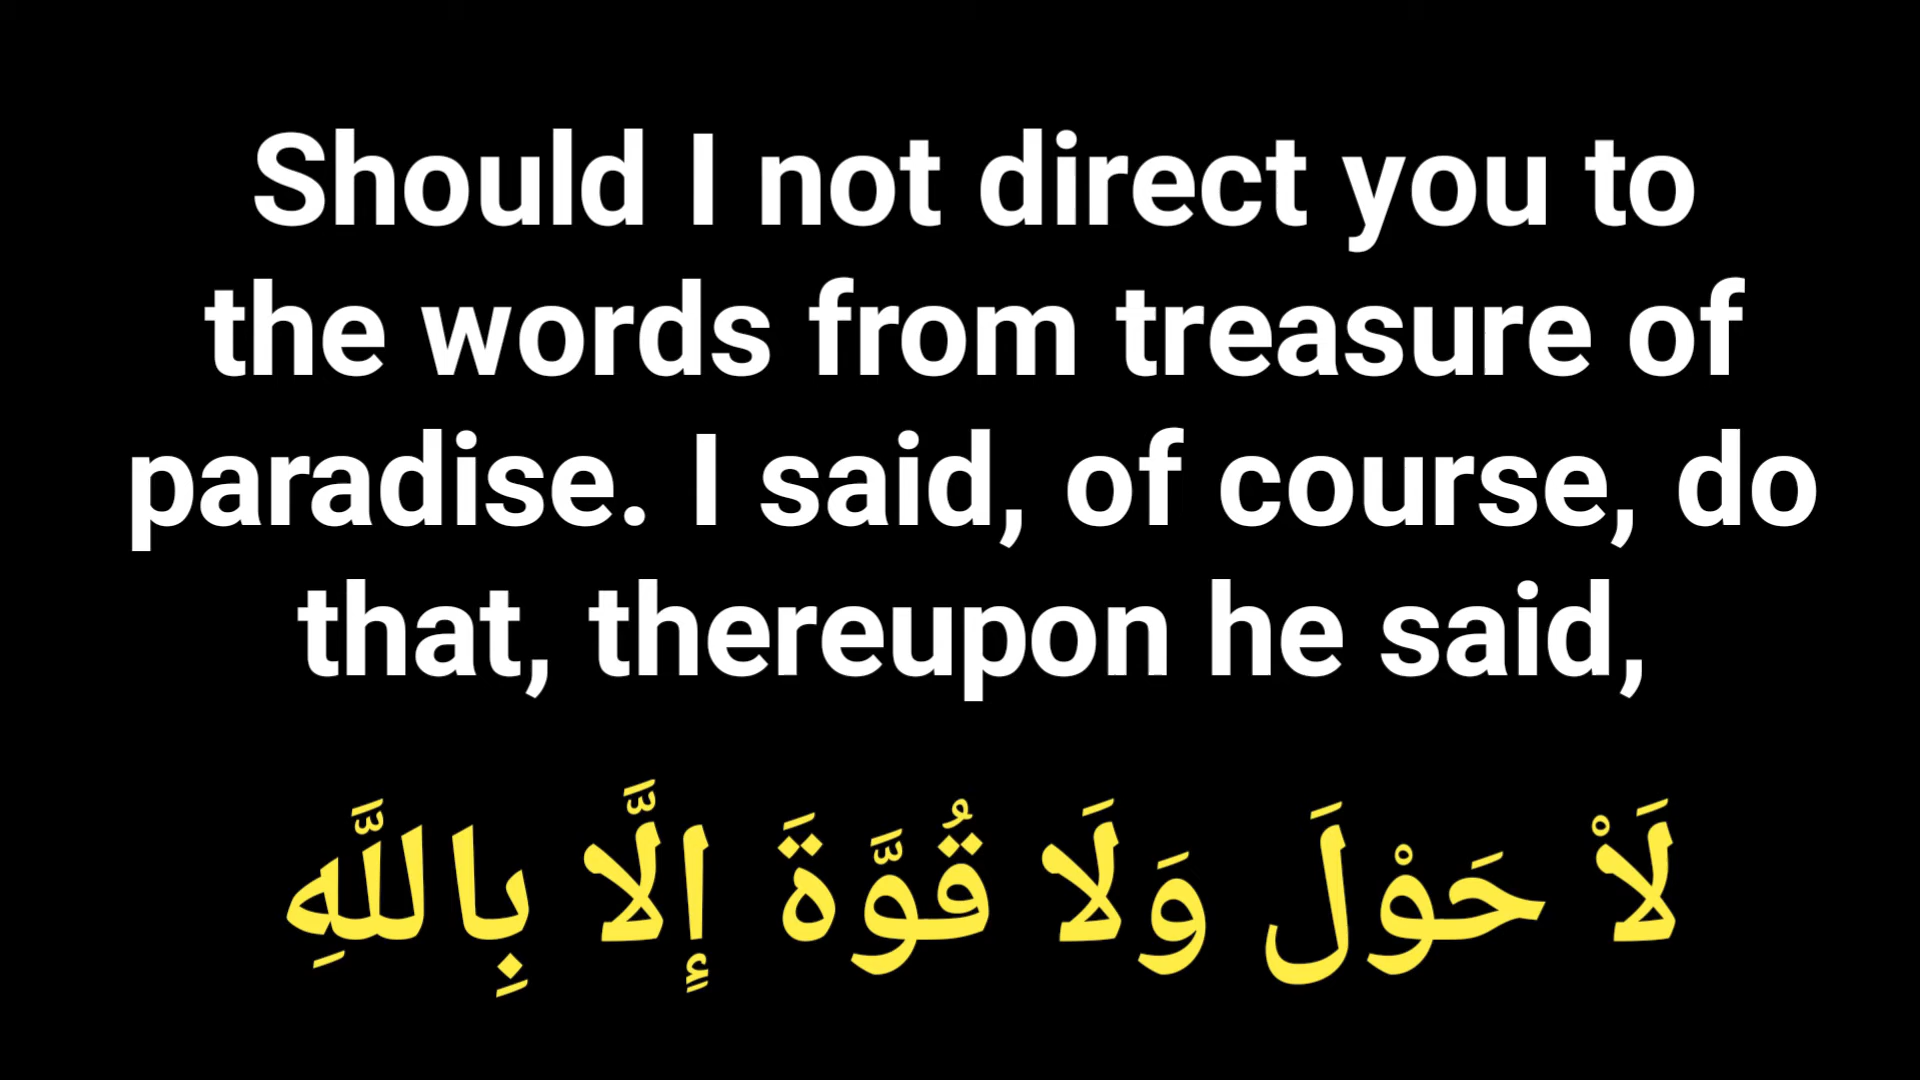 Should I not direct you to
the words from treasure of
paradise. I said, of course, do
that, thereupon he said,
لَاْ حَوْلَ وَلَا قُوَّةَ إِلَّا بِاللَّهِ